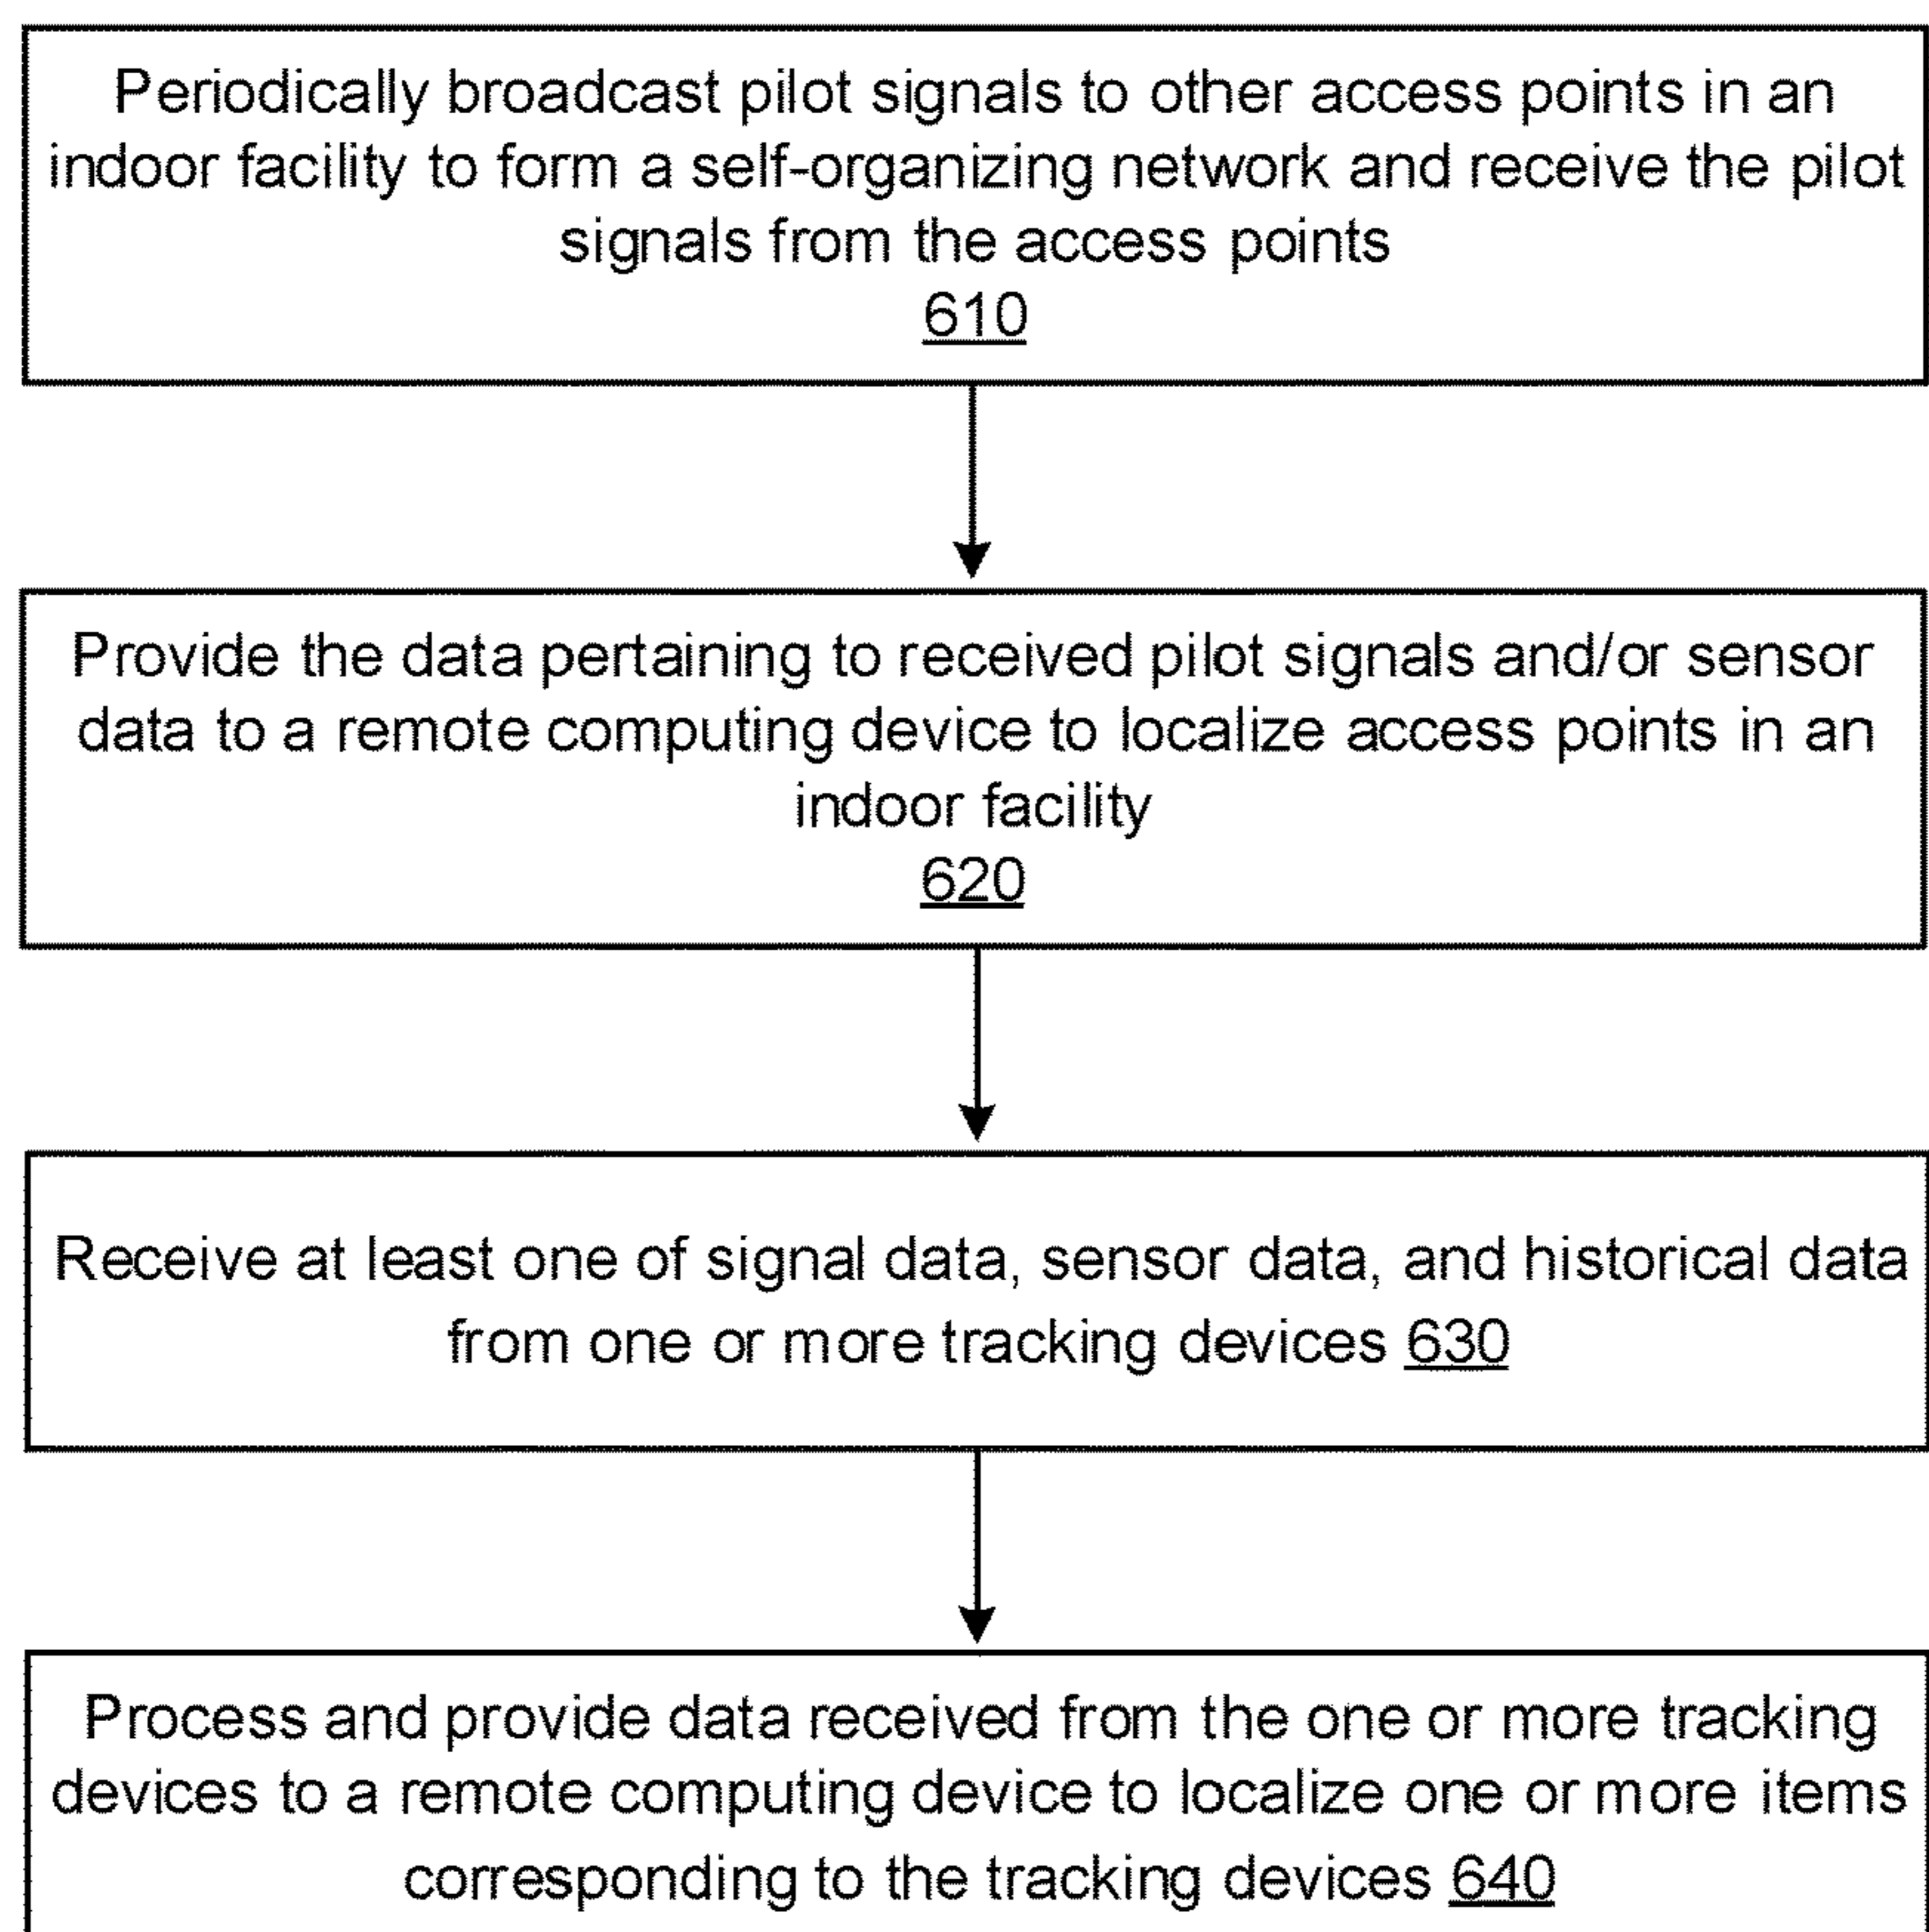 Periodically broadcast pilot signals to other access points in an
indoor facility to form a self-organizing network and receive the pilot
signals from the access points
610
Provide the data pertaining to received pilot signals and/or sensor
data to a remote computing device to localize access points in an
indoor facility
620
Receive at least one of signal data, sensor data, and historical data
from one or more tracking devices 630
Process and provide data received from the one or more tracking
devices to a remote computing device to localize one or more items
corresponding to the tracking devices 640